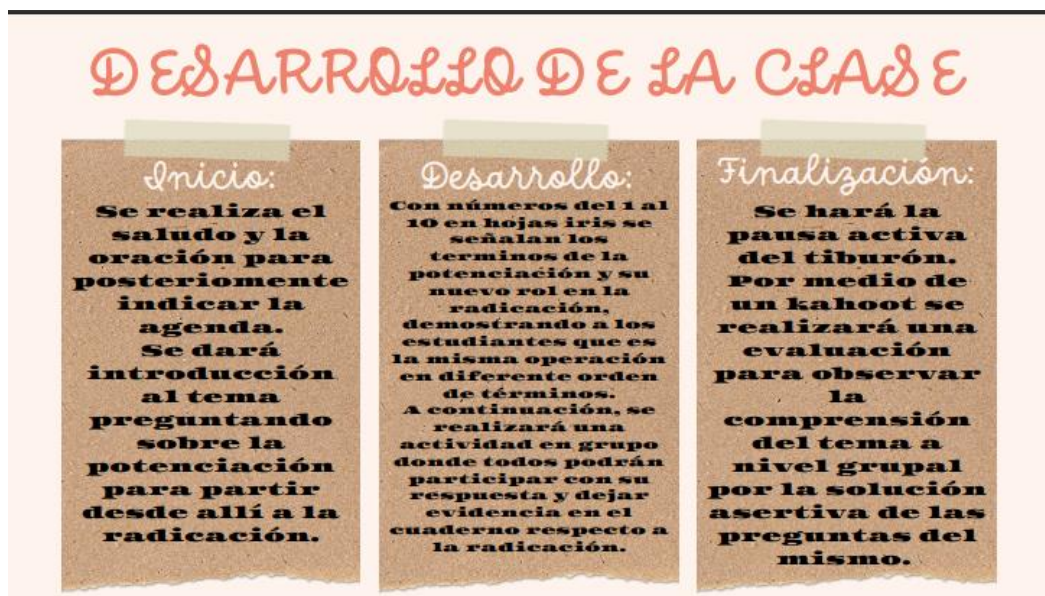 DESARROLLO DE LA CLASE
Inicio:
Se realiza el
saludo y la
oración para
posteriomente
indicar la
agenda.
Se dará
introducción
al tema
preguntando
sobre la
potenciación
para partir
desde allí a la
radicación.
Desarrollo:
Con números del 1 al
10 en hojas iris se
señalan los
terminos de la
potenciación y su
nuevo rol en la
radicación,
demostrando a los
estudiantes que es
la misma operación
en diferente orden
de términos.
A continuación, se
realizará una
actividad en grupo
donde todos podrán
participar con su
respuesta y dejar
evidencia en el
cuaderno respecto a
la radicación.
Finalización:
Se hará la
pausa activa
del tiburón.
Por medio de
un kahoot se
realizará una
evaluación
para observar
la
comprensión
del tema a
nivel grupal
por la solución
asertiva de las
preguntas del
mismo.